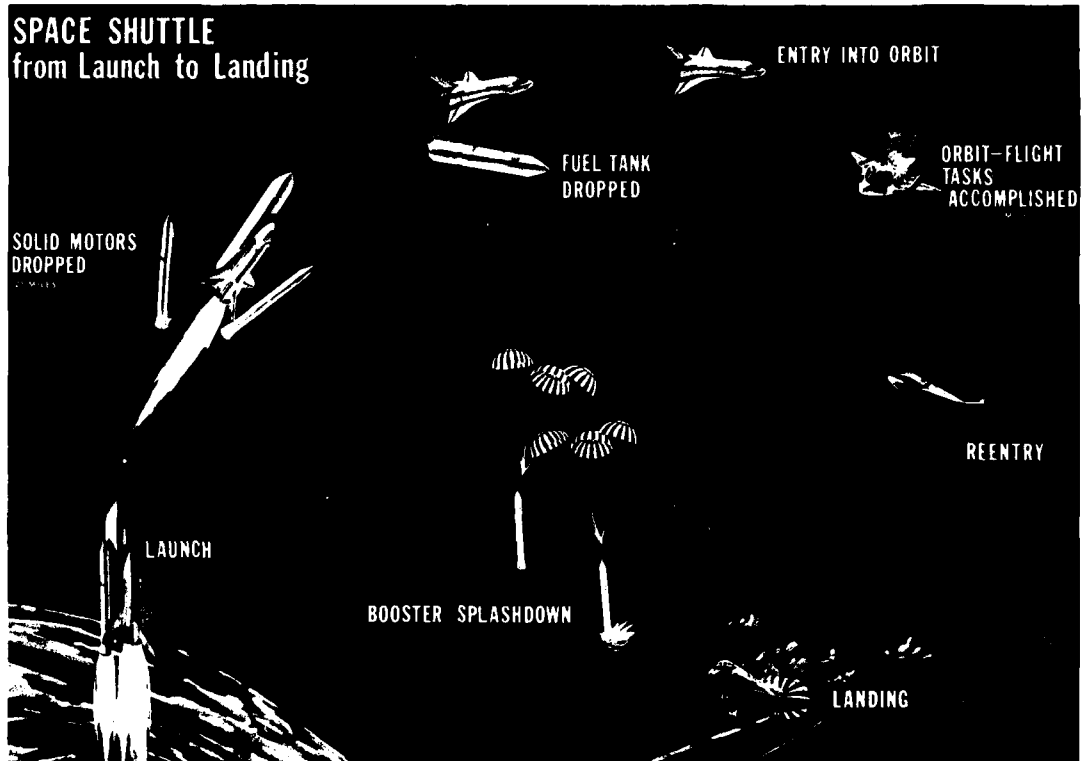 SPACE SHUTTLE
from Launch to Landing
ENTRY INTO ORBIT
FUEL TANK
DROPPED
ORBIT-FLIGHT
TASKS
ACCOMPLISHED
SOLID MOTORS
DROPPED
MILES
REENTRY
LAUNCH
BOOSTER SPLASHDOWN
LANDING